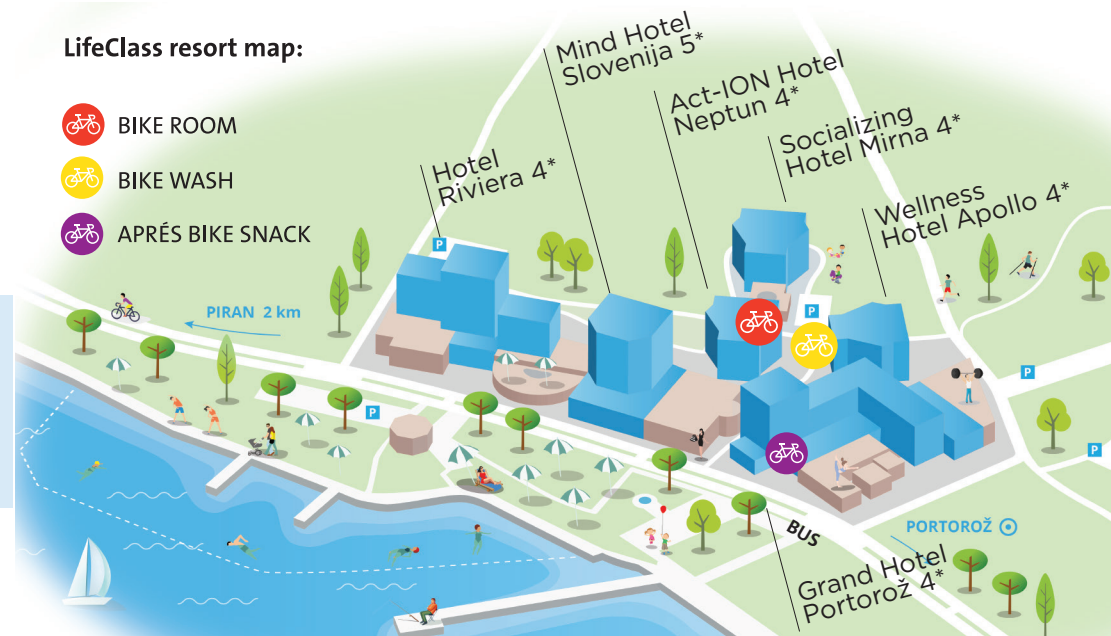 LifeClass resort map:
BIKE ROOM
BIKE WASH
APRÉS BIKE SNACK
Mind Hotel
Slovenija 5*
Act-ION Hotel
Neptun 4*
Socializing
Hotel Mirna 4*
Hotel
Riviera 4*
Wellness
Hotel Apollo 4*
P
P
PIRAN 2 km
P
P
P
BUS
PORTOROŽ
Grand Hotel
Portorož 4*